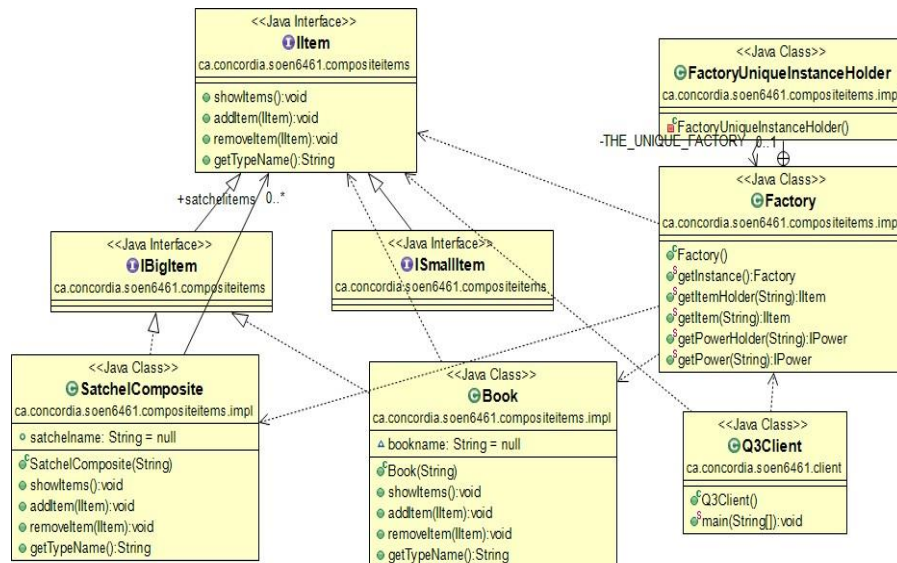 <<Java Interface>>
IItem
ca.concordia.soen6461.compositeitems
showItems():void
addItem(IItem):void
removeItem(IItem):void
getTypeName():String
<<Java Class>>
FactoryUniqueInstanceHolder
ca.concordia.soen6461.compositeitems.impl
FactoryUniqueInstanceHolder()
-THE_UNIQUE_FACTORY 0..1
+satchelitems 0..*
<<Java Class>>
Factory
ca.concordia.soen6461.compositeitems.impl
Factory()
getInstance():Factory
getItemHolder(String):IItem
getItem(String):IItem
getPowerHolder(String):IPower
getPower(String):IPower
<<Java Interface>>
IBigItem
ca.concordia.soen6461.compositeitems
<<Java Interface>>
ISmallItem
ca.concordia.soen6461.compositeitems
<<Java Class>>
SatchelComposite
ca.concordia.soen6461.compositeitems.impl
satchelname: String = null
SatchelComposite(String)
showItems():void
addItem(IItem):void
removeItem(IItem):void
getTypeName():String
<<Java Class>>
Book
ca.concordia.soen6461.compositeitems.impl
bookname: String = null
Book(String)
showItems():void
addItem(IItem):void
removeItem(IItem):void
getTypeName():String
<<Java Class>>
Q3Client
ca.concordia.soen6461.client
Q3Client()
main(String[]):void